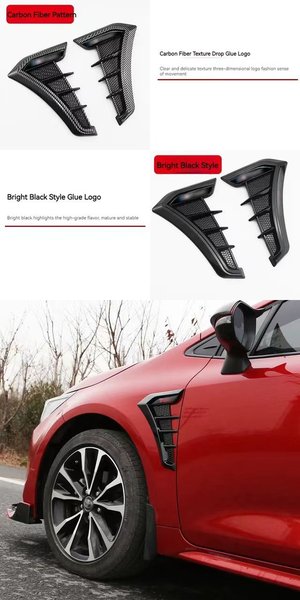 Carbon Fiber Pattern
Carbon Fiber Texture Drop Glue Logo
Clear and delicate texture three-dimensional logo fashion sense
of movement
Bright Black Style
Bright Black Style Glue Logo
Bright black highlights the high-grade flavor, mature and stable